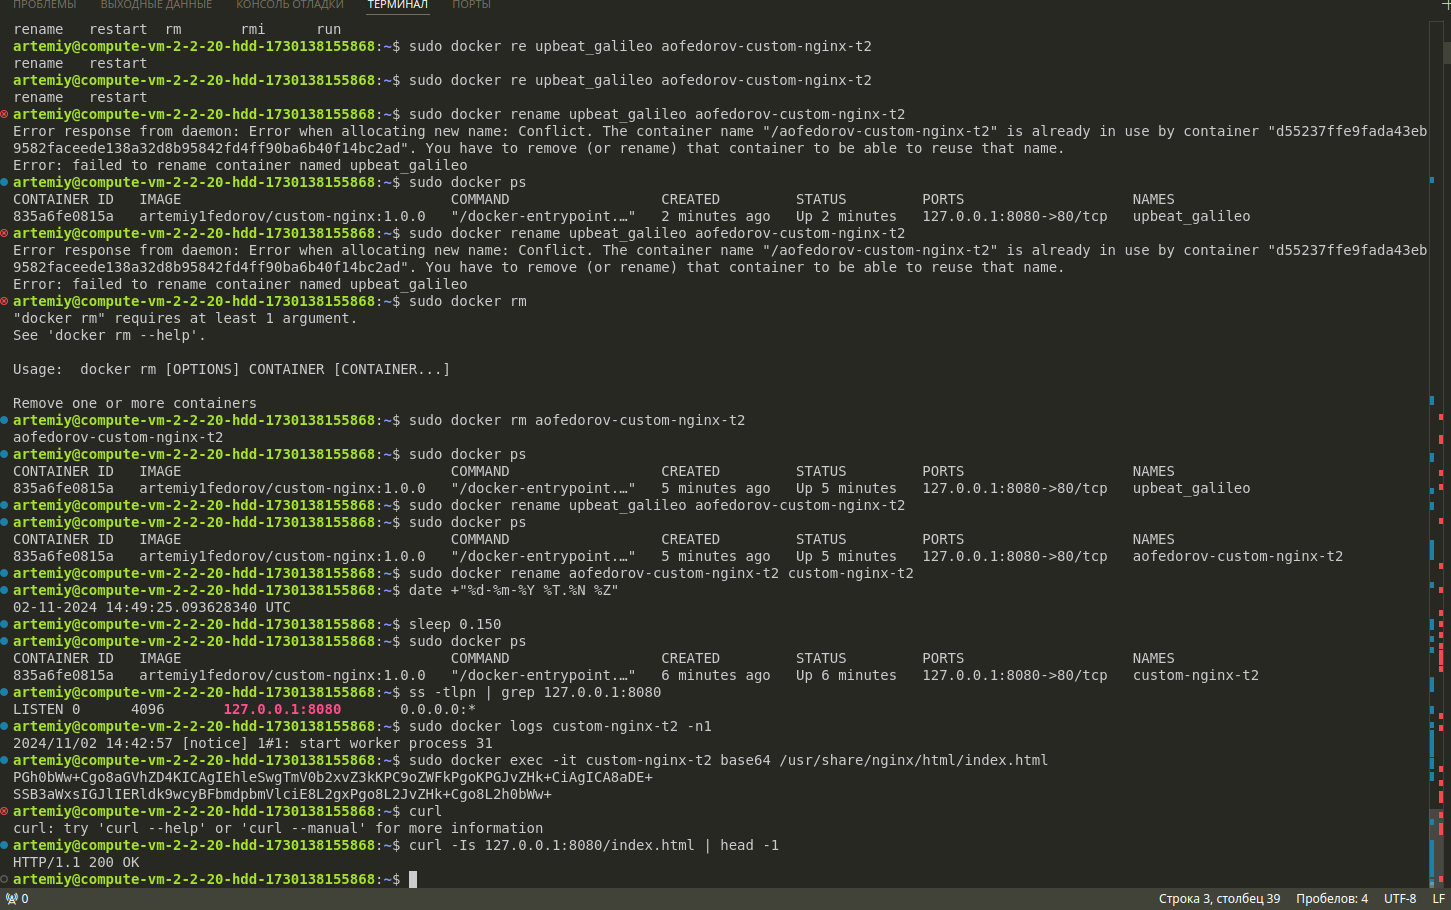 ПРОБЛЕМЫ ВЫХОДНЫЕ ДАННЫЕ КОНСОЛЬ ОТЛАДКИ ТЕРМИНАЛ ПОРТЫ
rename   restart  rm       rmi      run
artemiy@compute-vm-2-2-20-hdd-1730138155868:~$ sudo docker re upbeat_galileo aofedorov-custom-nginx-t2
rename   restart
artemiy@compute-vm-2-2-20-hdd-1730138155868:~$ sudo docker re upbeat_galileo aofedorov-custom-nginx-t2
rename   restart
artemiy@compute-vm-2-2-20-hdd-1730138155868:~$ sudo docker rename upbeat_galileo aofedorov-custom-nginx-t2
Error response from daemon: Error when allocating new name: Conflict. The container name "/aofedorov-custom-nginx-t2" is already in use by container "d55237ffe9fada43eb
9582faceede138a32d8b95842fd4ff90ba6b40f14bc2ad". You have to remove (or rename) that container to be able to reuse that name.
Error: failed to rename container named upbeat_galileo
artemiy@compute-vm-2-2-20-hdd-1730138155868:~$ sudo docker ps
CONTAINER ID   IMAGE                                COMMAND                  CREATED         STATUS         PORTS                    NAMES
835a6fe0815a   artemiy1fedorov/custom-nginx:1.0.0   "/docker-entrypoint.…"   2 minutes ago   Up 2 minutes   127.0.0.1:8080->80/tcp   upbeat_galileo
artemiy@compute-vm-2-2-20-hdd-1730138155868:~$ sudo docker rename upbeat_galileo aofedorov-custom-nginx-t2
Error response from daemon: Error when allocating new name: Conflict. The container name "/aofedorov-custom-nginx-t2" is already in use by container "d55237ffe9fada43eb
9582faceede138a32d8b95842fd4ff90ba6b40f14bc2ad". You have to remove (or rename) that container to be able to reuse that name.
Error: failed to rename container named upbeat_galileo
artemiy@compute-vm-2-2-20-hdd-1730138155868:~$ sudo docker rm
"docker rm" requires at least 1 argument.
See 'docker rm --help'.
Usage:  docker rm [OPTIONS] CONTAINER [CONTAINER...]
Remove one or more containers
artemiy@compute-vm-2-2-20-hdd-1730138155868:~$ sudo docker rm aofedorov-custom-nginx-t2
aofedorov-custom-nginx-t2
artemiy@compute-vm-2-2-20-hdd-1730138155868:~$ sudo docker ps
CONTAINER ID   IMAGE                                COMMAND                  CREATED         STATUS         PORTS                    NAMES
835a6fe0815a   artemiy1fedorov/custom-nginx:1.0.0   "/docker-entrypoint.…"   5 minutes ago   Up 5 minutes   127.0.0.1:8080->80/tcp   upbeat_galileo
artemiy@compute-vm-2-2-20-hdd-1730138155868:~$ sudo docker rename upbeat_galileo aofedorov-custom-nginx-t2
artemiy@compute-vm-2-2-20-hdd-1730138155868:~$ sudo docker ps
CONTAINER ID   IMAGE                                COMMAND                  CREATED         STATUS         PORTS                    NAMES
835a6fe0815a   artemiy1fedorov/custom-nginx:1.0.0   "/docker-entrypoint.…"   5 minutes ago   Up 5 minutes   127.0.0.1:8080->80/tcp   aofedorov-custom-nginx-t2
artemiy@compute-vm-2-2-20-hdd-1730138155868:~$ sudo docker rename aofedorov-custom-nginx-t2 custom-nginx-t2
artemiy@compute-vm-2-2-20-hdd-1730138155868:~$ date +"%d-%m-%Y %T.%N %Z"
02-11-2024 14:49:25.093628340 UTC
artemiy@compute-vm-2-2-20-hdd-1730138155868:~$ sleep 0.150
artemiy@compute-vm-2-2-20-hdd-1730138155868:~$ sudo docker ps
CONTAINER ID   IMAGE                                COMMAND                  CREATED         STATUS         PORTS                    NAMES
835a6fe0815a   artemiy1fedorov/custom-nginx:1.0.0   "/docker-entrypoint.…"   6 minutes ago   Up 6 minutes   127.0.0.1:8080->80/tcp   custom-nginx-t2
artemiy@compute-vm-2-2-20-hdd-1730138155868:~$ ss -tlpn | grep 127.0.0.1:8080
LISTEN 0      4096       127.0.0.1:8080       0.0.0.0:*
artemiy@compute-vm-2-2-20-hdd-1730138155868:~$ sudo docker logs custom-nginx-t2 -n1
2024/11/02 14:42:57 [notice] 1#1: start worker process 31
artemiy@compute-vm-2-2-20-hdd-1730138155868:~$ sudo docker exec -it custom-nginx-t2 base64 /usr/share/nginx/html/index.html
PGh0bWw+Cgo8aGVhZD4KICAgIEhleSwgTmV0b2xvZ3kKPC9oZWFkPgoKPGJvZHk+CiAgICA8aDE+
SSB3aWxsIGJlIERldk9wcyBFbmdpbmVlciE8L2gxPgo8L2JvZHk+Cgo8L2h0bWw+
artemiy@compute-vm-2-2-20-hdd-1730138155868:~$ curl
curl: try 'curl --help' or 'curl --manual' for more information
artemiy@compute-vm-2-2-20-hdd-1730138155868:~$ curl -Is 127.0.0.1:8080/index.html | head -1
HTTP/1.1 200 OK
artemiy@compute-vm-2-2-20-hdd-1730138155868:~$
0 Строка 3, столбец 39 Пробелов: 4 UTF-8 LF